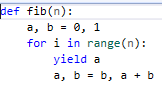 def fib(n):
    a, b = 0, 1
    for i in range(n):
        yield a
        a, b = b, a + b